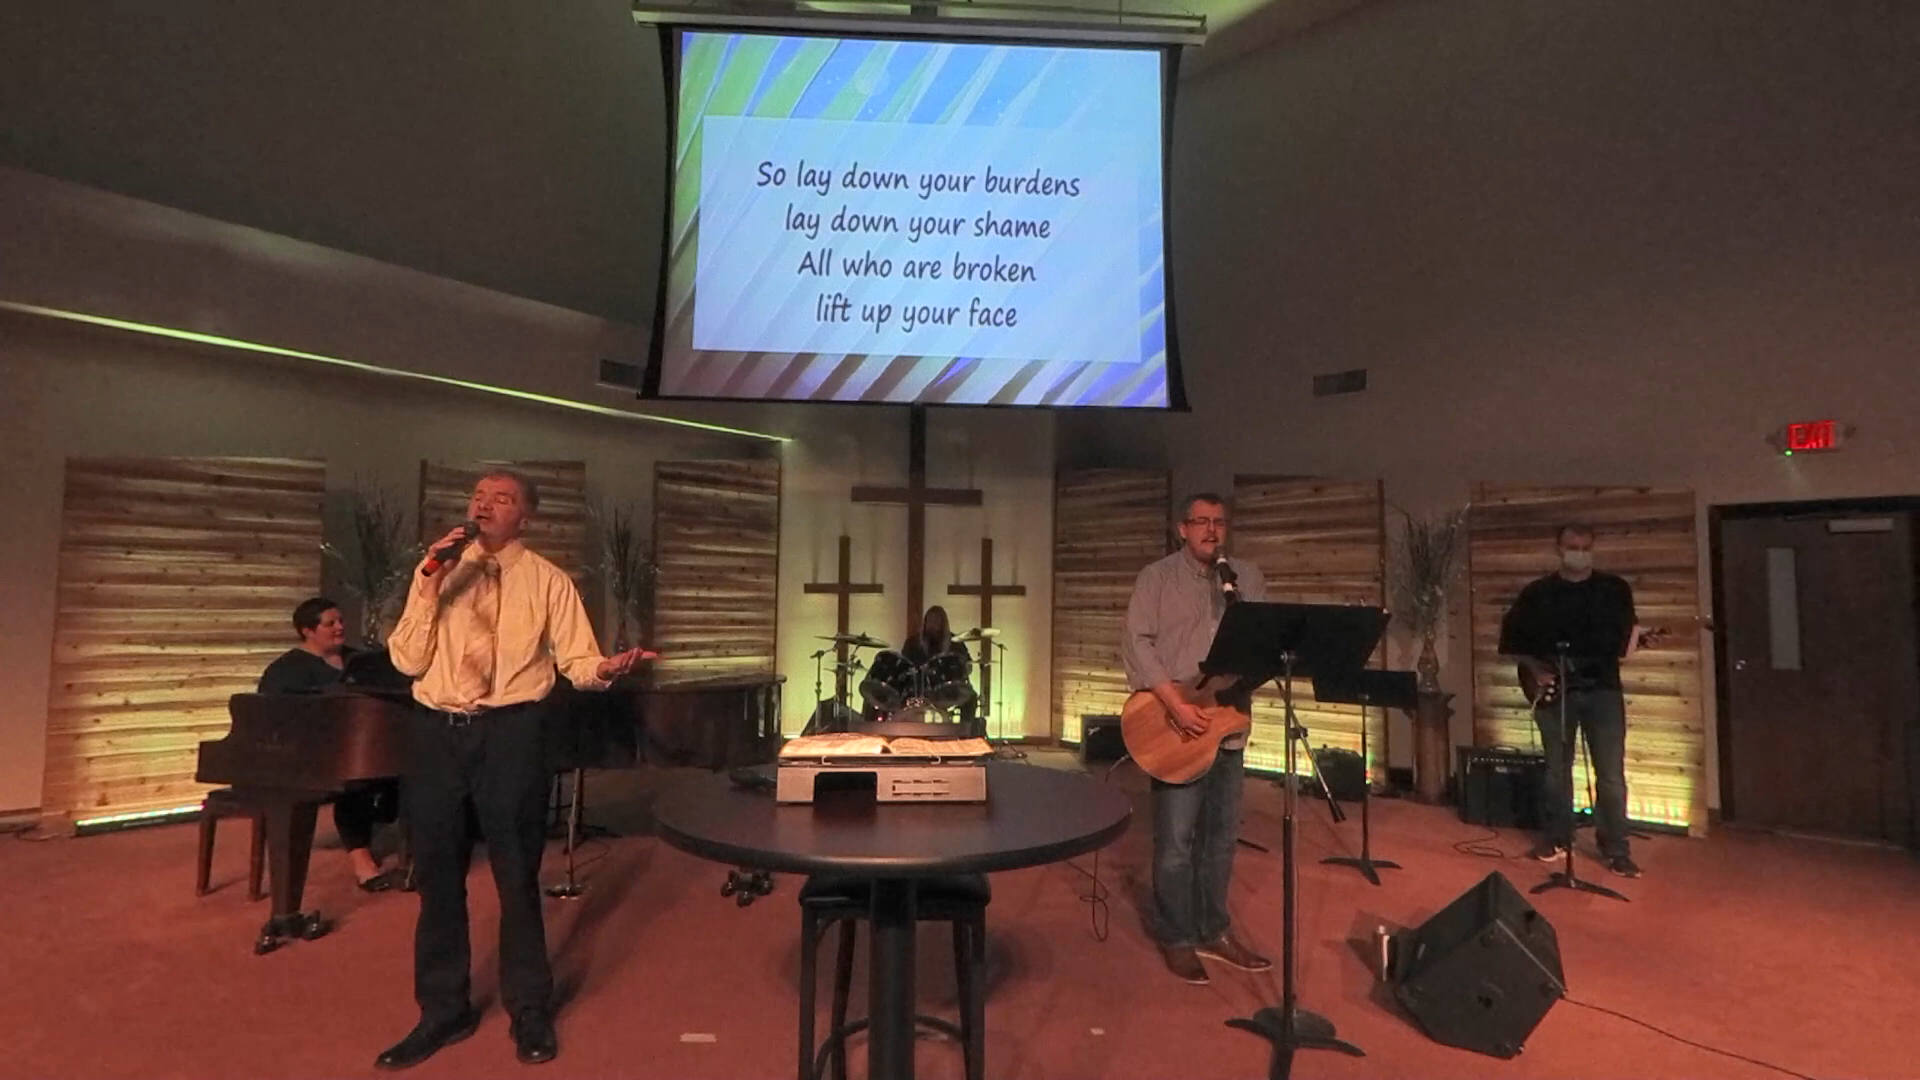 So lay down your burdens
lay down your shame
All who are broken
lift up your face
EXIT